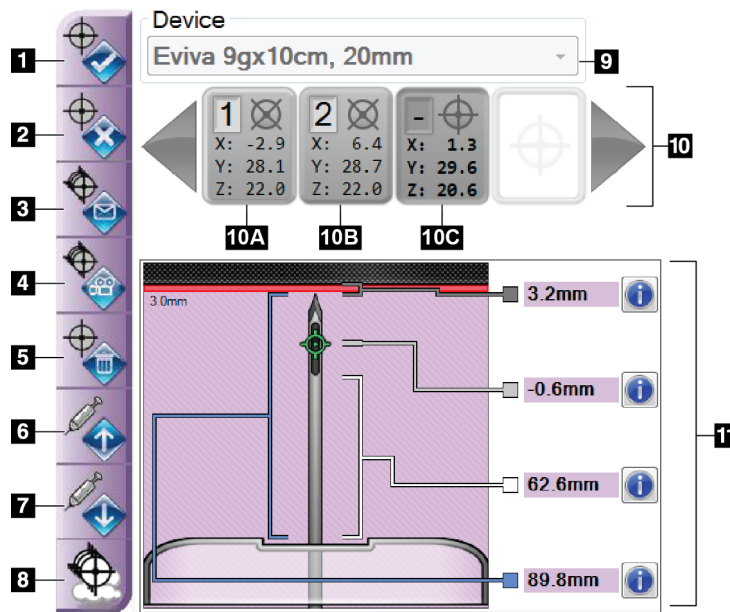 Device
Eviva 9gx10cm, 20mm
1
2
3
4
5
6
7
8
9
1
X: -2.9
Y: 28.1
Z: 22.0
2
X: 6.4
Y: 28.7
Z: 22.0
-
X: 1.3
Y: 29.6
Z: 20.6
10
10A
10B
10C
3.0mm
3.2mm
-0.6mm
62.6mm
89.8mm
11